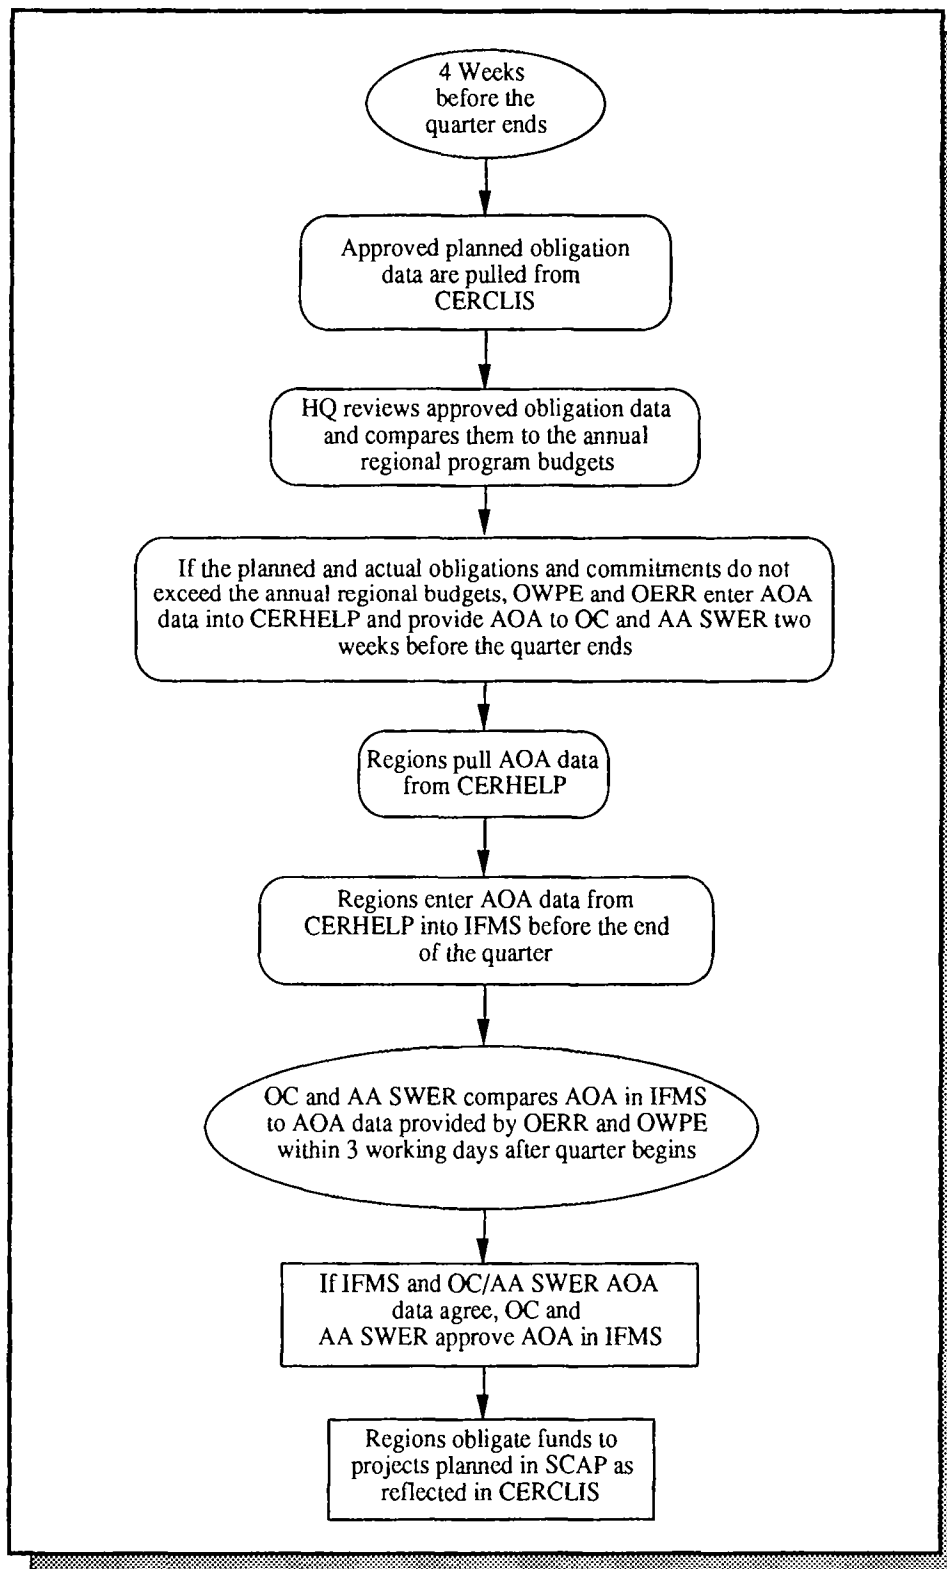 4 Weeks
before the
quarter ends
Approved planned obligation
data are pulled from
CERCLIS
HQ reviews approved obligation data
and compares them to the annual
regional program budgets
If the planned and actual obligations and commitments do not
exceed the annual regional budgets, OWPE and OERR enter AOA
data into CERHELP and provide AOA to OC and AA SWER two
weeks before the quarter ends
Regions pull AOA data
from CERHELP
Regions enter AOA data from
CERHELP into IFMS before the end
of the quarter
OC and AA SWER compares AOA in IFMS
to AOA data provided by OERR and OWPE
within 3 working days after quarter begins
If IFMS and OC/AA SWER AOA
data agree, OC and
AA SWER approve AOA in IFMS
Regions obligate funds to
projects planned in SCAP as
reflected in CERCLIS